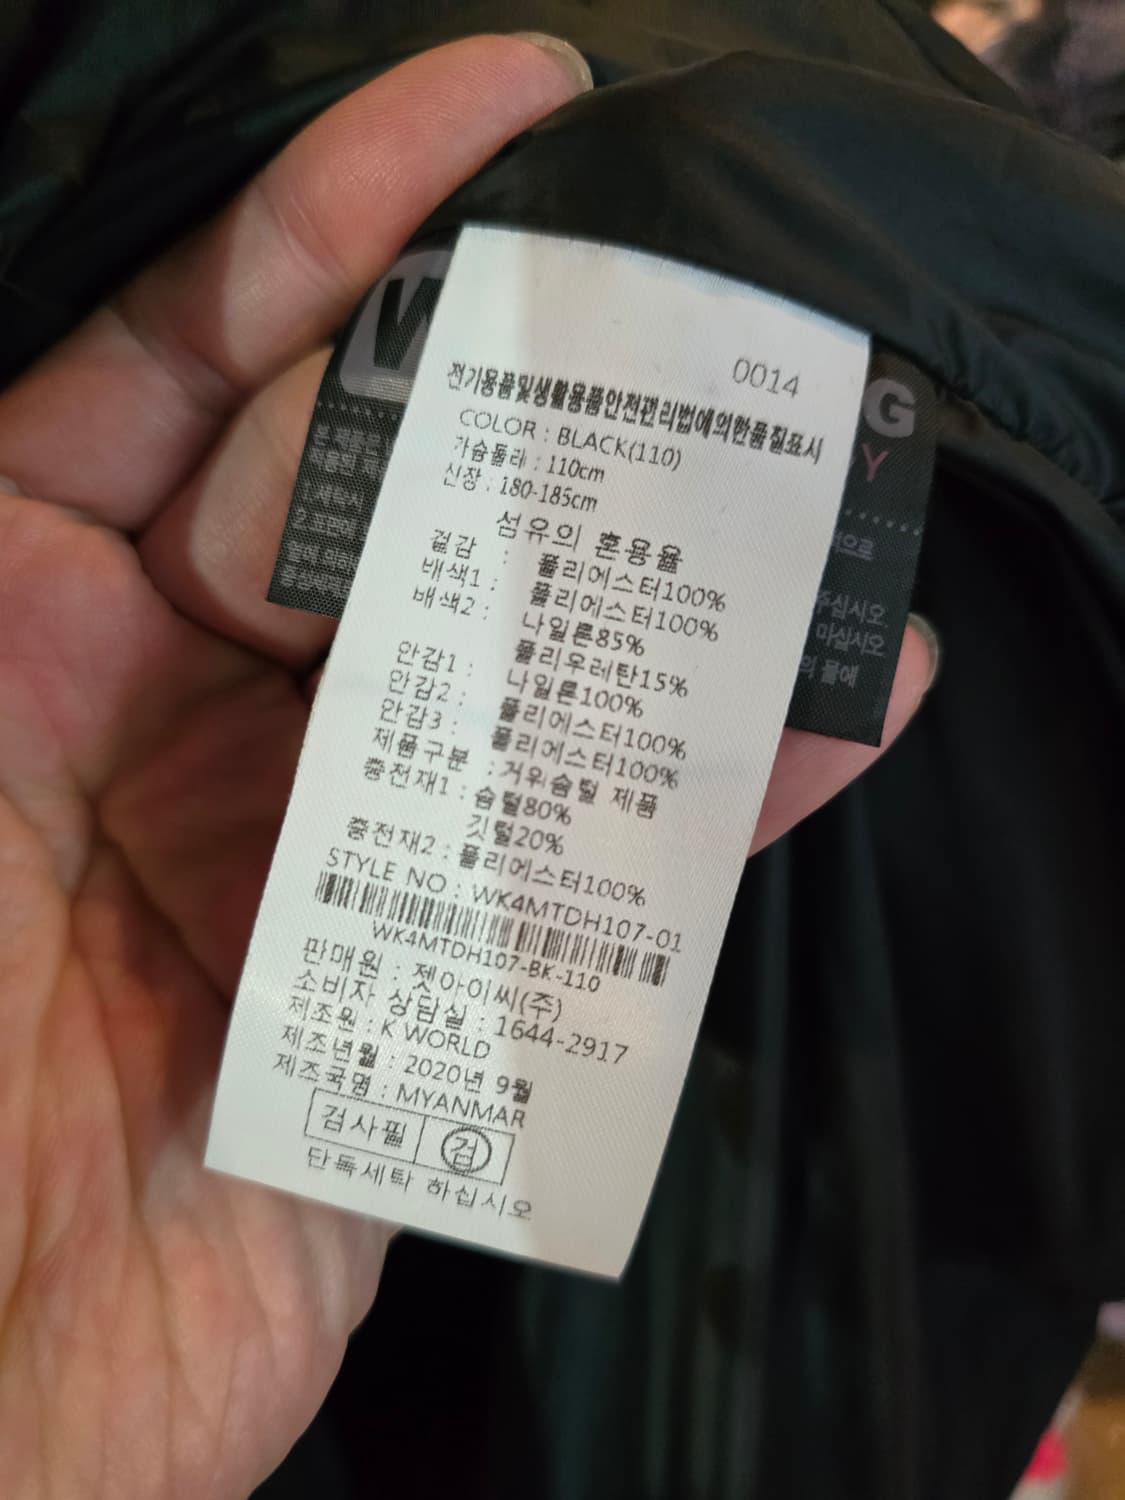 0014
전기용품및생활용품안전관리법에의한품질표시
COLOR : BLACK(110)
가슴둘레 : 110cm
신장 : 180-185cm
섬유의 혼용율
겉감 : 폴리에스터100%
배색1 : 폴리에스터100%
배색2 : 나일론85%
폴리우레탄15%
안감1 : 나일론100%
안감2 : 폴리에스터100%
안감3 : 폴리에스터100%
제품구분 : 거위솜털 제품
충전재1 : 솜털80%
깃털20%
충전재2 : 폴리에스터100%
STYLE NO : WK4MTDH107-01
WK4MTDH107-BK-110
판매원 : 젯아이씨(주)
소비자 상담실 : 1644-2917
제조원 : K WORLD
제조년월 : 2020년 9월
제조국명 : MYANMAR
검사필 검
단독세탁 하십시오
W
G
Y
주십시오.
마십시오